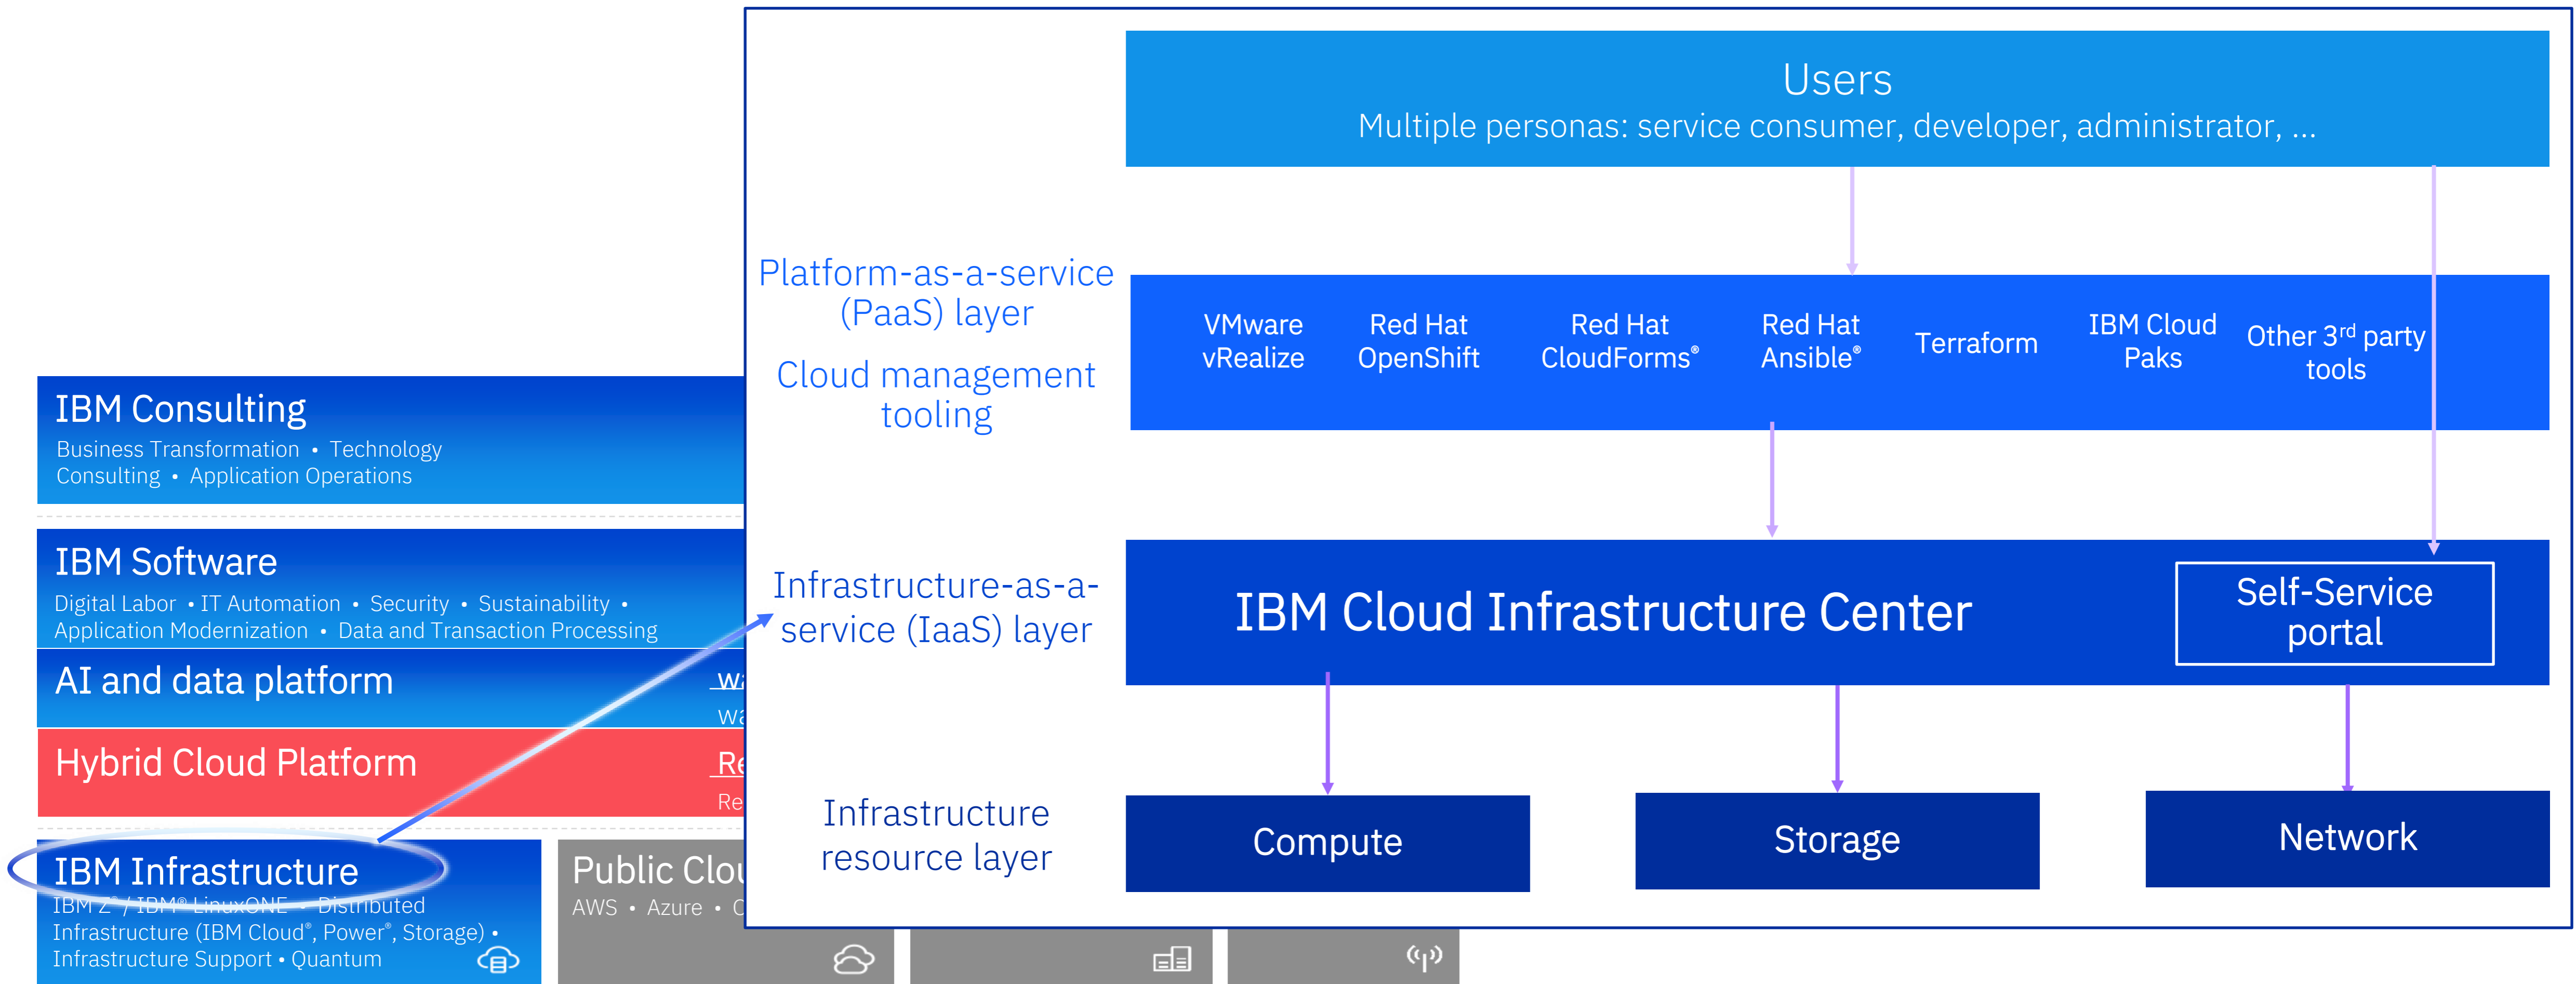 Users
Multiple personas: service consumer, developer, administrator, ...
Platform-as-a-service
(PaaS) layer
Cloud management
tooling
VMware
vRealize
Red Hat
OpenShift
Red Hat
CloudForms®
Red Hat
Ansible®
Terraform
IBM Cloud
Paks
Other 3rd party
tools
Infrastructure-as-a-
service (IaaS) layer
IBM Cloud Infrastructure Center
Self-Service
portal
Infrastructure
resource layer
Compute
Storage
Network
IBM Consulting
Business Transformation • Technology
Consulting • Application Operations
IBM Software
Digital Labor • IT Automation • Security • Sustainability •
Application Modernization • Data and Transaction Processing
AI and data platform
Hybrid Cloud Platform
IBM Infrastructure
IBM Z® / IBM® LinuxONE • Distributed
Infrastructure (IBM Cloud®, Power®, Storage) •
Infrastructure Support • Quantum
Public
AWS • Azure •